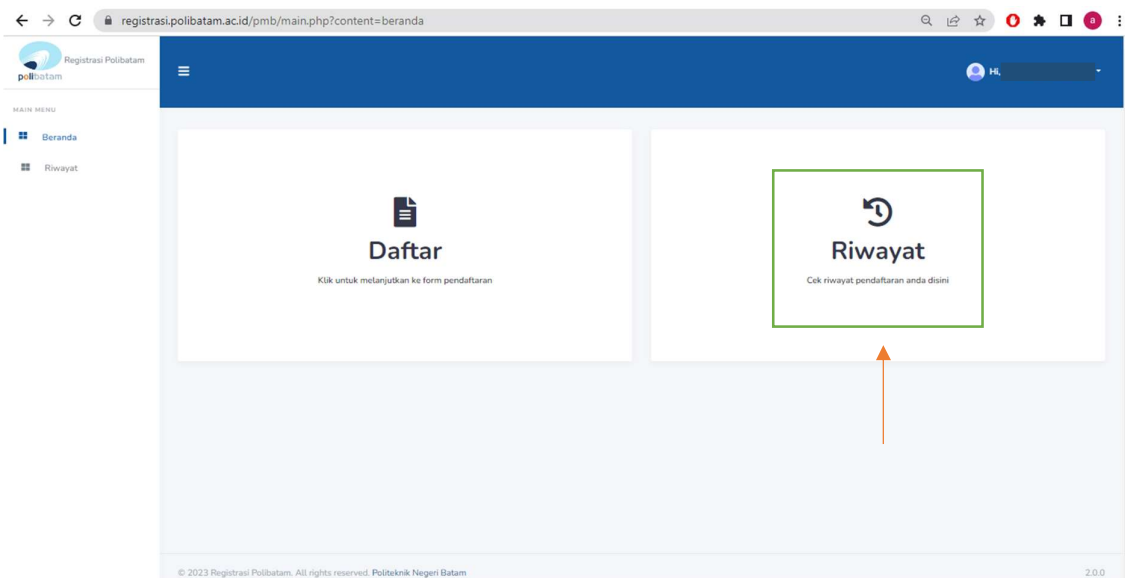 registrasi.polibatam.ac.id/pmb/main.php?content=beranda
a
polibatam
Registrasi Polibatam
Hi,
MAIN MENU
Beranda
Riwayat
Daftar
Klik untuk melanjutkan ke form pendaftaran
Riwayat
Cek riwayat pendaftaran anda disini
© 2023 Registrasi Polibatam. All rights reserved. Politeknik Negeri Batam
2.0.0